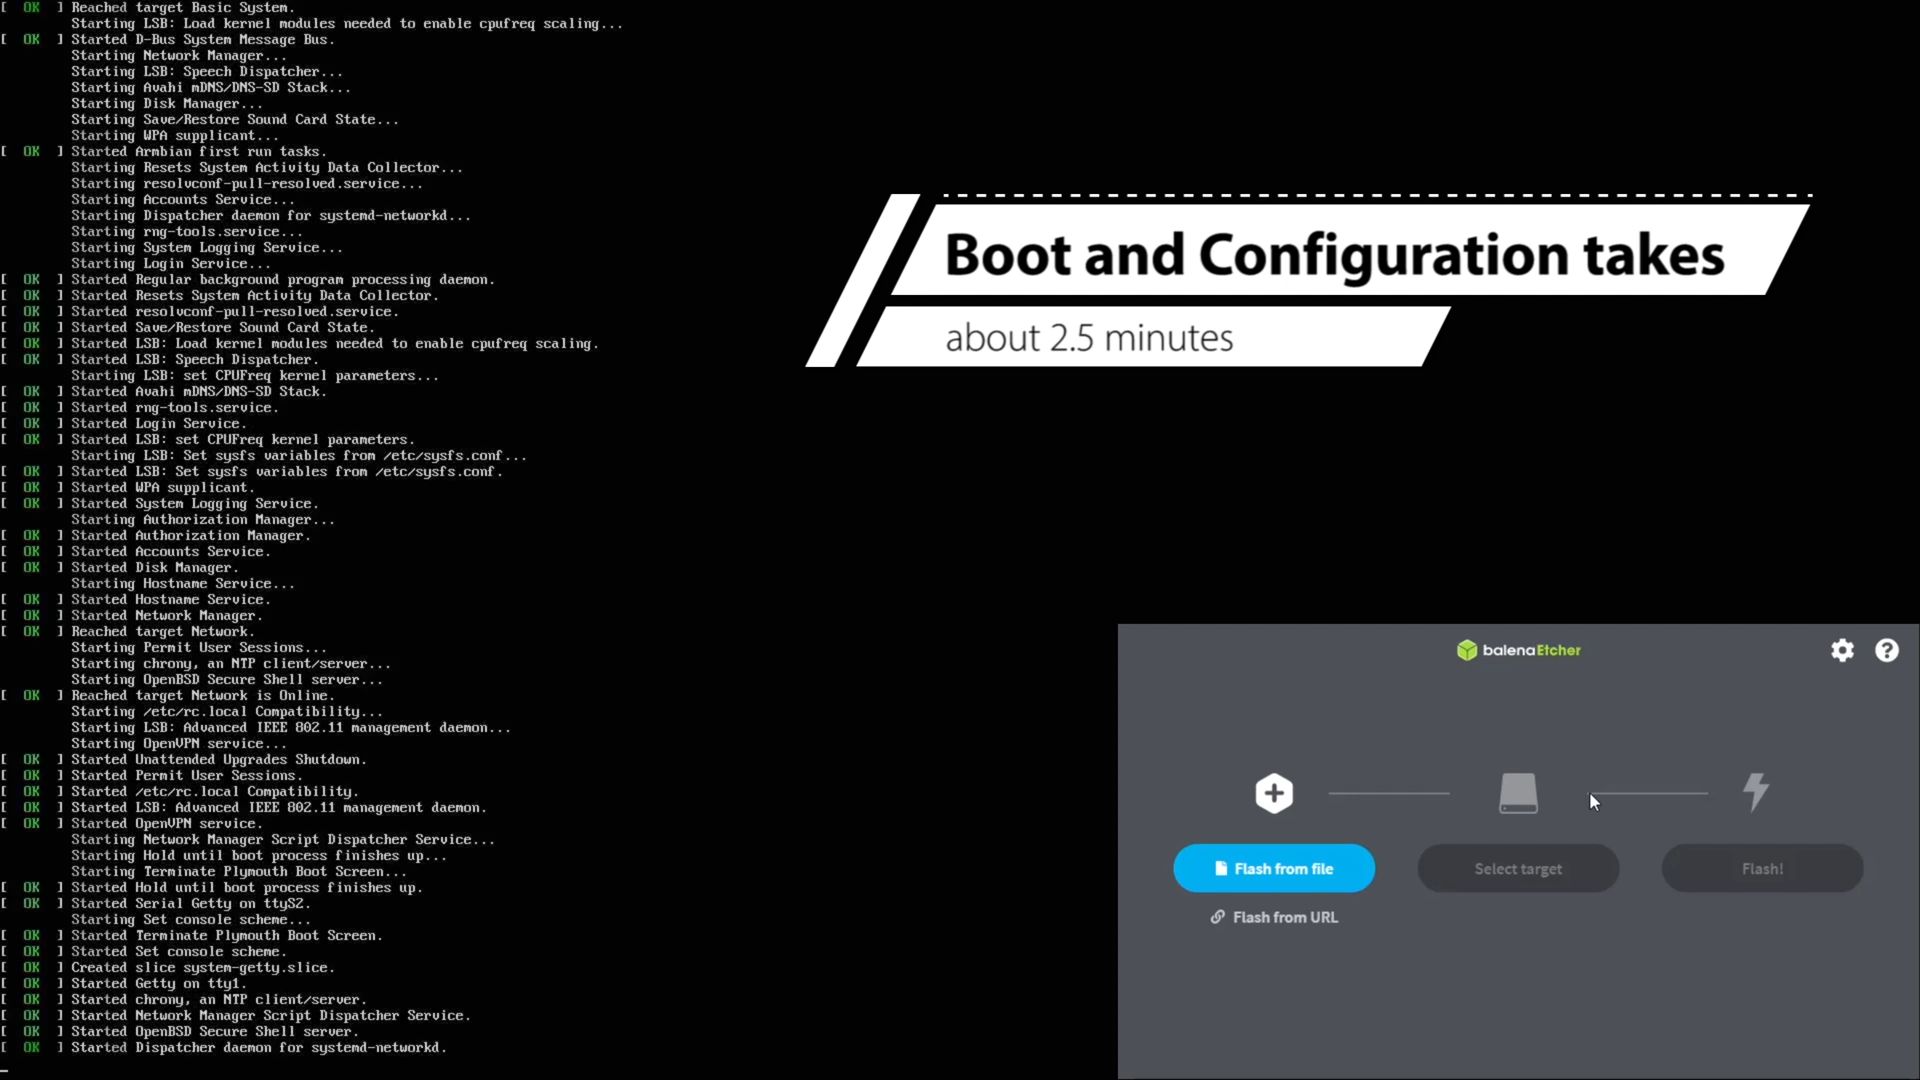 [  OK  ] Reached target Basic System.
Starting LSB: Load kernel modules needed to enable cpufreq scaling...
[  OK  ] Started D-Bus System Message Bus.
Starting Network Manager...
Starting LSB: Speech Dispatcher...
Starting Avahi mDNS/DNS-SD Stack...
Starting Disk Manager...
Starting Save/Restore Sound Card State...
Starting WPA supplicant...
[  OK  ] Started Armbian first run tasks.
Starting Resets System Activity Data Collector...
Starting resolvconf-pull-resolved.service...
Starting Accounts Service...
Starting Dispatcher daemon for systemd-networkd...
Starting rng-tools.service...
Starting System Logging Service...
Starting Login Service...
[  OK  ] Started Regular background program processing daemon.
[  OK  ] Started Resets System Activity Data Collector.
[  OK  ] Started resolvconf-pull-resolved.service.
[  OK  ] Started Save/Restore Sound Card State.
[  OK  ] Started LSB: Load kernel modules needed to enable cpufreq scaling.
[  OK  ] Started LSB: Speech Dispatcher.
Starting LSB: set CPUFreq kernel parameters...
[  OK  ] Started Avahi mDNS/DNS-SD Stack.
[  OK  ] Started rng-tools.service.
[  OK  ] Started Login Service.
[  OK  ] Started LSB: set CPUFreq kernel parameters.
Starting LSB: Set sysfs variables from /etc/sysfs.conf...
[  OK  ] Started LSB: Set sysfs variables from /etc/sysfs.conf.
[  OK  ] Started WPA supplicant.
[  OK  ] Started System Logging Service.
Starting Authorization Manager...
[  OK  ] Started Authorization Manager.
[  OK  ] Started Accounts Service.
[  OK  ] Started Disk Manager.
Starting Hostname Service...
[  OK  ] Started Hostname Service.
[  OK  ] Started Network Manager.
[  OK  ] Reached target Network.
Starting Permit User Sessions...
Starting chrony, an NTP client/server...
Starting OpenBSD Secure Shell server...
[  OK  ] Reached target Network is Online.
Starting /etc/rc.local Compatibility...
Starting LSB: Advanced IEEE 802.11 management daemon...
Starting OpenVPN service...
[  OK  ] Started Unattended Upgrades Shutdown.
[  OK  ] Started Permit User Sessions.
[  OK  ] Started /etc/rc.local Compatibility.
[  OK  ] Started LSB: Advanced IEEE 802.11 management daemon.
[  OK  ] Started OpenVPN service.
Starting Network Manager Script Dispatcher Service...
Starting Hold until boot process finishes up...
Starting Terminate Plymouth Boot Screen...
[  OK  ] Started Hold until boot process finishes up.
[  OK  ] Started Serial Getty on ttyS2.
Starting Set console scheme...
[  OK  ] Started Terminate Plymouth Boot Screen.
[  OK  ] Started Set console scheme.
[  OK  ] Created slice system-getty.slice.
[  OK  ] Started Getty on tty1.
[  OK  ] Started chrony, an NTP client/server.
[  OK  ] Started Network Manager Script Dispatcher Service.
[  OK  ] Started OpenBSD Secure Shell server.
[  OK  ] Started Dispatcher daemon for systemd-networkd.
Boot and Configuration takes
about 2.5 minutes
balenaEtcher
Flash from file
Select target
Flash!
Flash from URL